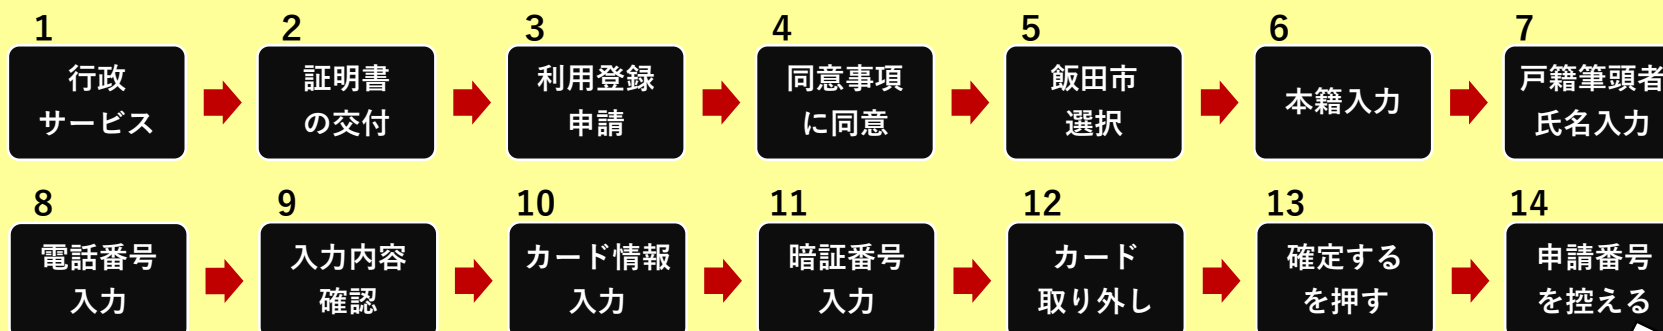 1
行政
サービス
2
証明書
の交付
3
利用登録
申請
4
同意事項
に同意
5
飯田市
選択
6
本籍入力
7
戸籍筆頭者
氏名入力
8
電話番号
入力
9
入力内容
確認
10
カード情報
入力
11
暗証番号
入力
12
カード
取り外し
13
確定する
を押す
14
申請番号
を控える